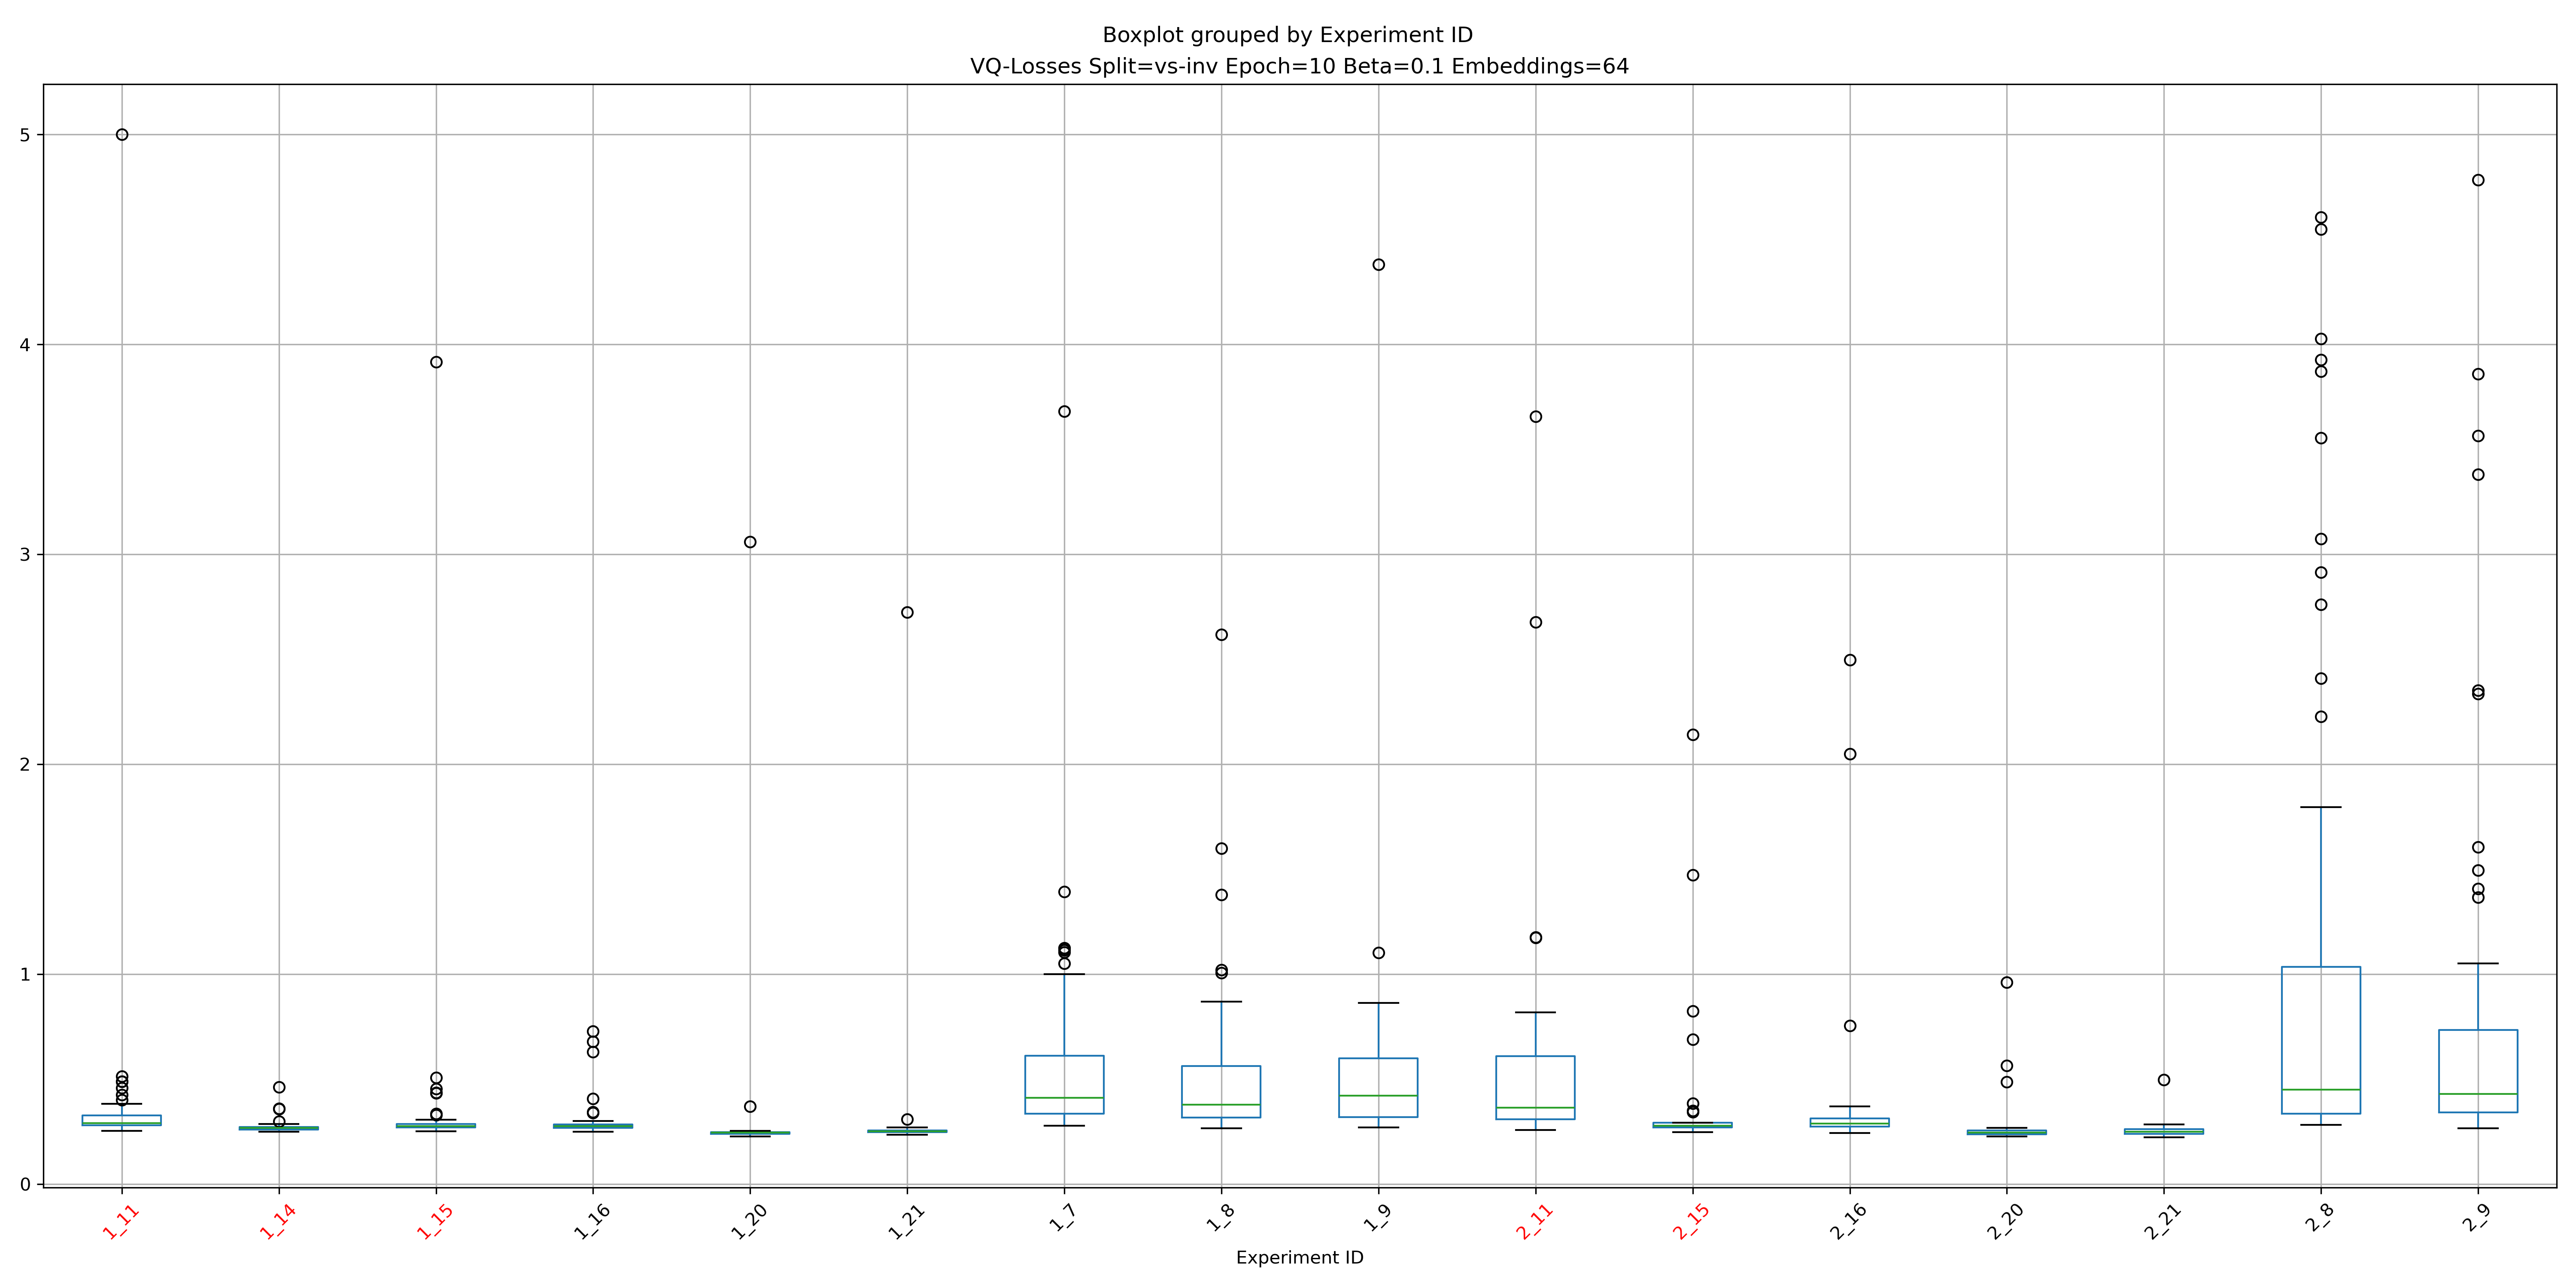 Boxplot grouped by Experiment ID
VQ-Losses Split=vs-inv Epoch=10 Beta=0.1 Embeddings=64
5
4
3
2
1
0
1_11 1_14 1_15 1_16 1_20 1_21 1_7 1_8 1_9 2_11 2_15 2_16 2_20 2_21 2_8 2_9
Experiment ID